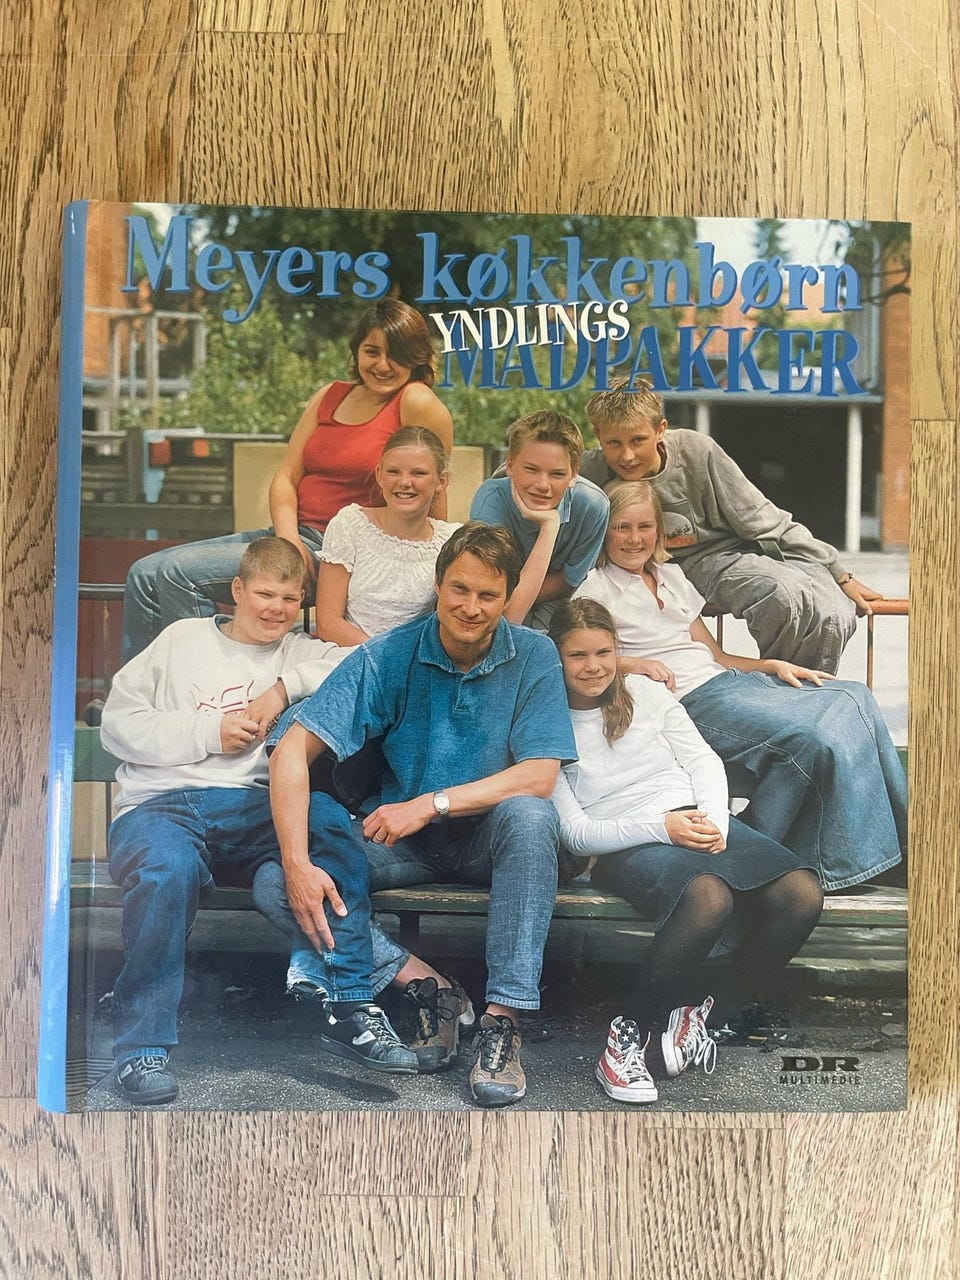 Meyers køkkenbørn
YNDLINGS
MADPAKKER
DR
MULTIMEDIE